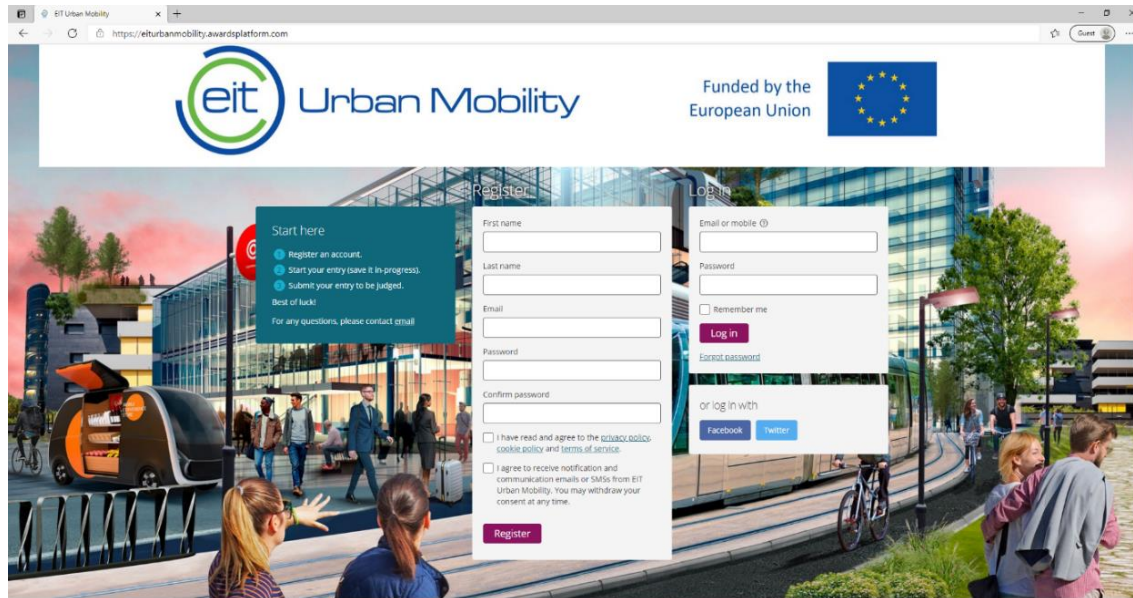 EIT Urban Mobility
https://eiturbanmobility.awardsplatform.com
Guest
eit Urban Mobility
Funded by the
European Union
Start here
1 Register an account.
2 Start your entry (save it in-progress).
3 Submit your entry to be judged.
Best of luck!
For any questions, please contact email
Register
First name
Last name
Email
Password
Confirm password
I have read and agree to the privacy policy,
cookie policy and terms of service.
I agree to receive notification and
communication emails or SMSs from EIT
Urban Mobility. You may withdraw your
consent at any time.
Register
Log in
Email or mobile
Password
Remember me
Log in
Forgot password
or log in with
Facebook
Twitter